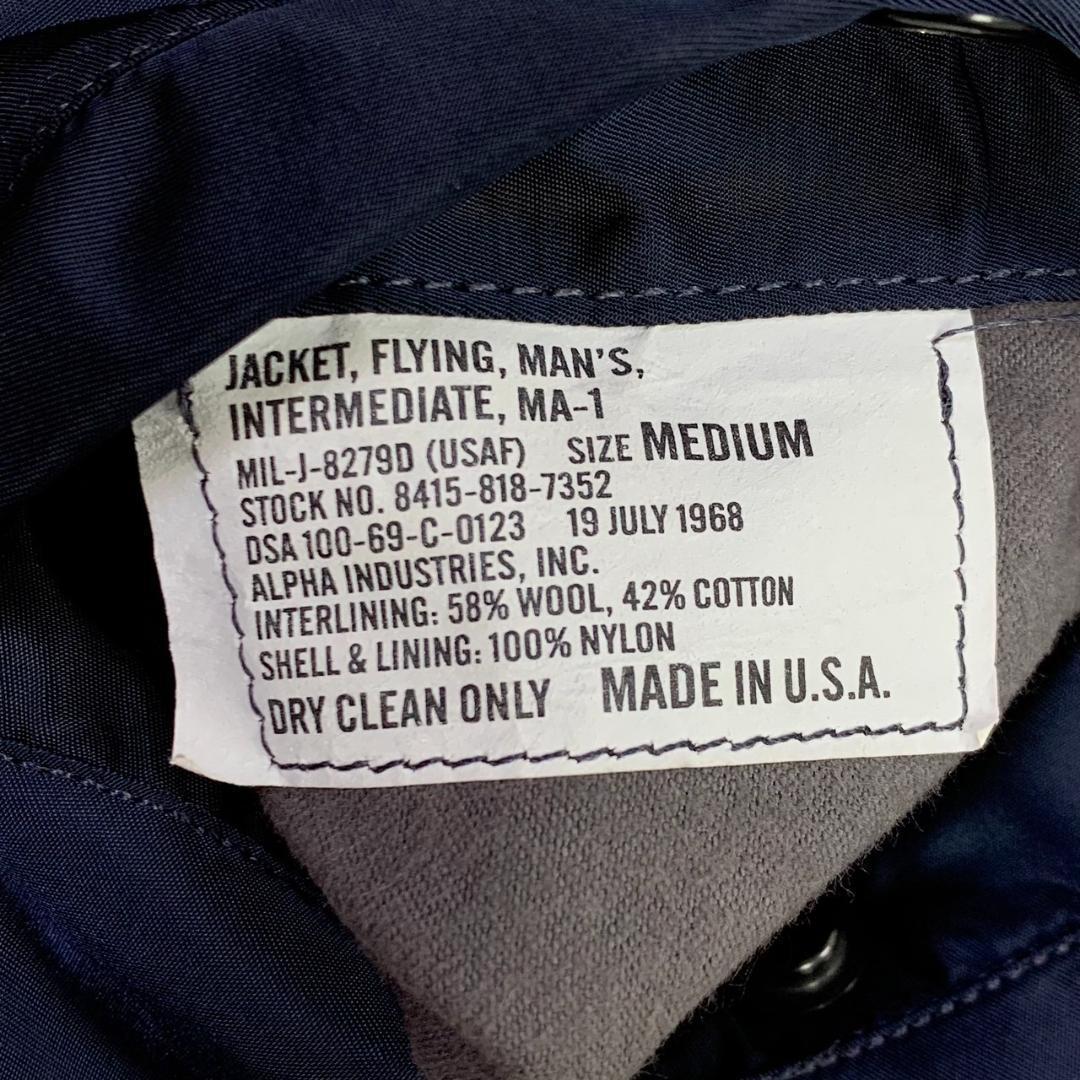 JACKET, FLYING, MAN'S,
INTERMEDIATE, MA-1
MIL-J-8279D (USAF) SIZE MEDIUM
STOCK NO. 8415-818-7352
DSA 100-69-C-0123 19 JULY 1968
ALPHA INDUSTRIES, INC.
INTERLINING: 58% WOOL, 42% COTTON
SHELL & LINING: 100% NYLON
DRY CLEAN ONLY MADE IN U.S.A.